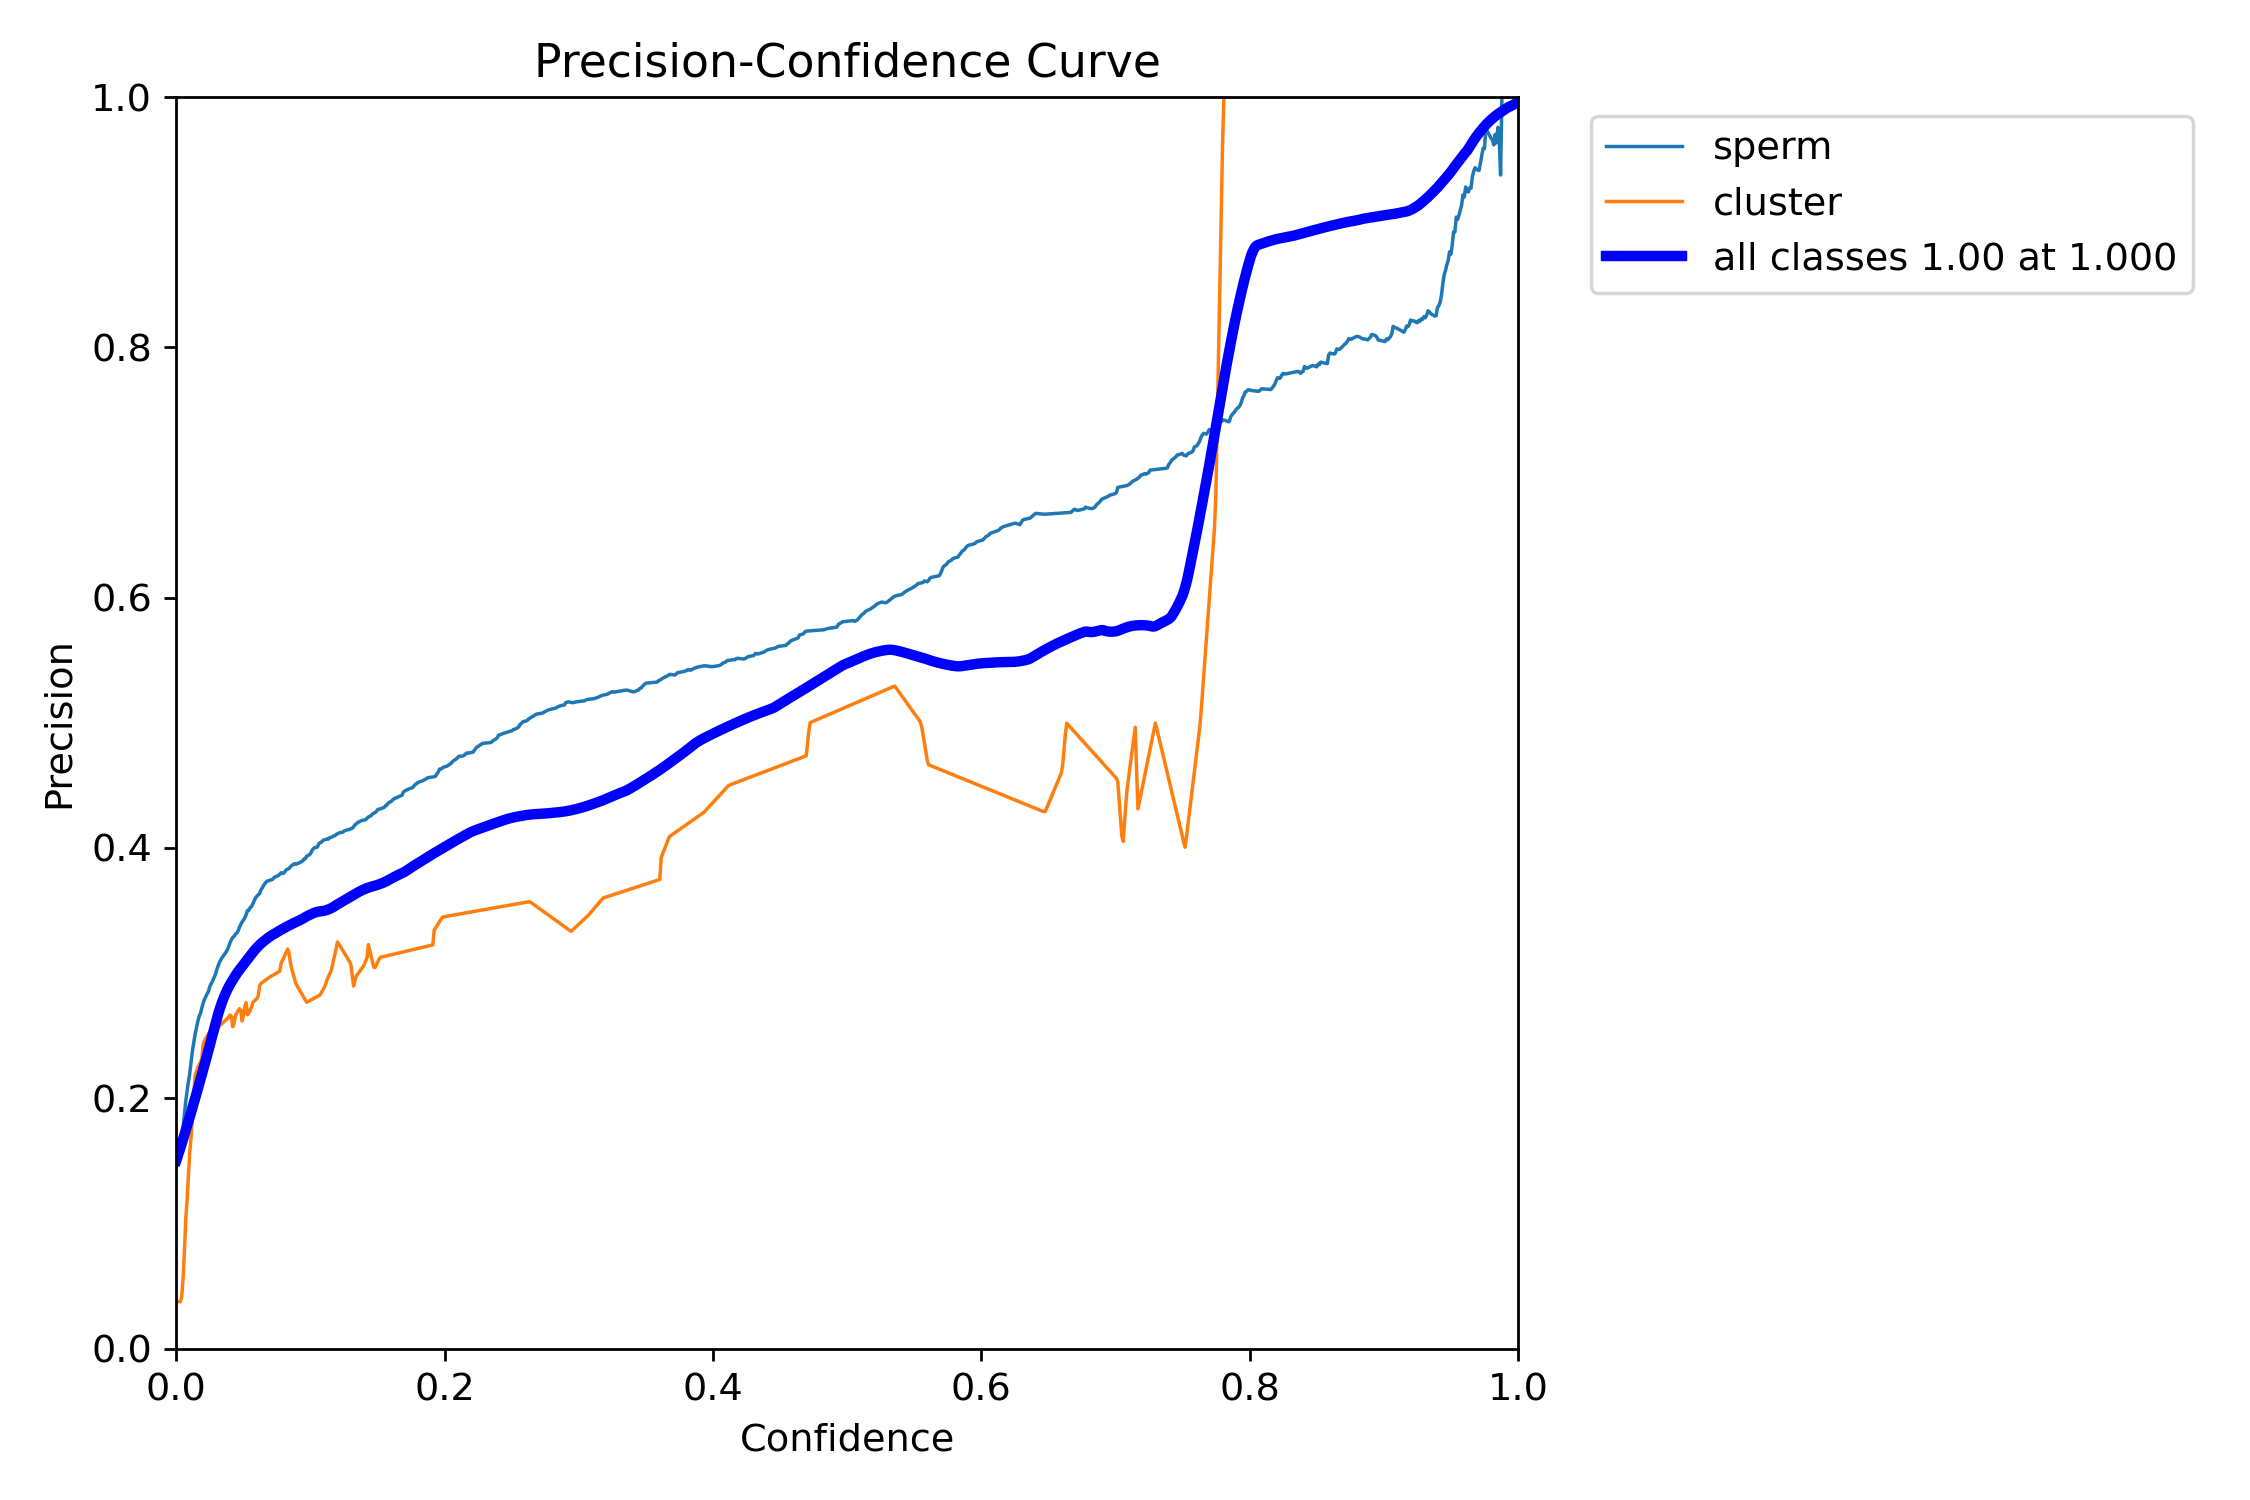 Precision-Confidence Curve
1.0
0.8
0.6
0.4
0.2
0.0
Precision
0.0 0.2 0.4 0.6 0.8 1.0
Confidence
sperm
cluster
all classes 1.00 at 1.000